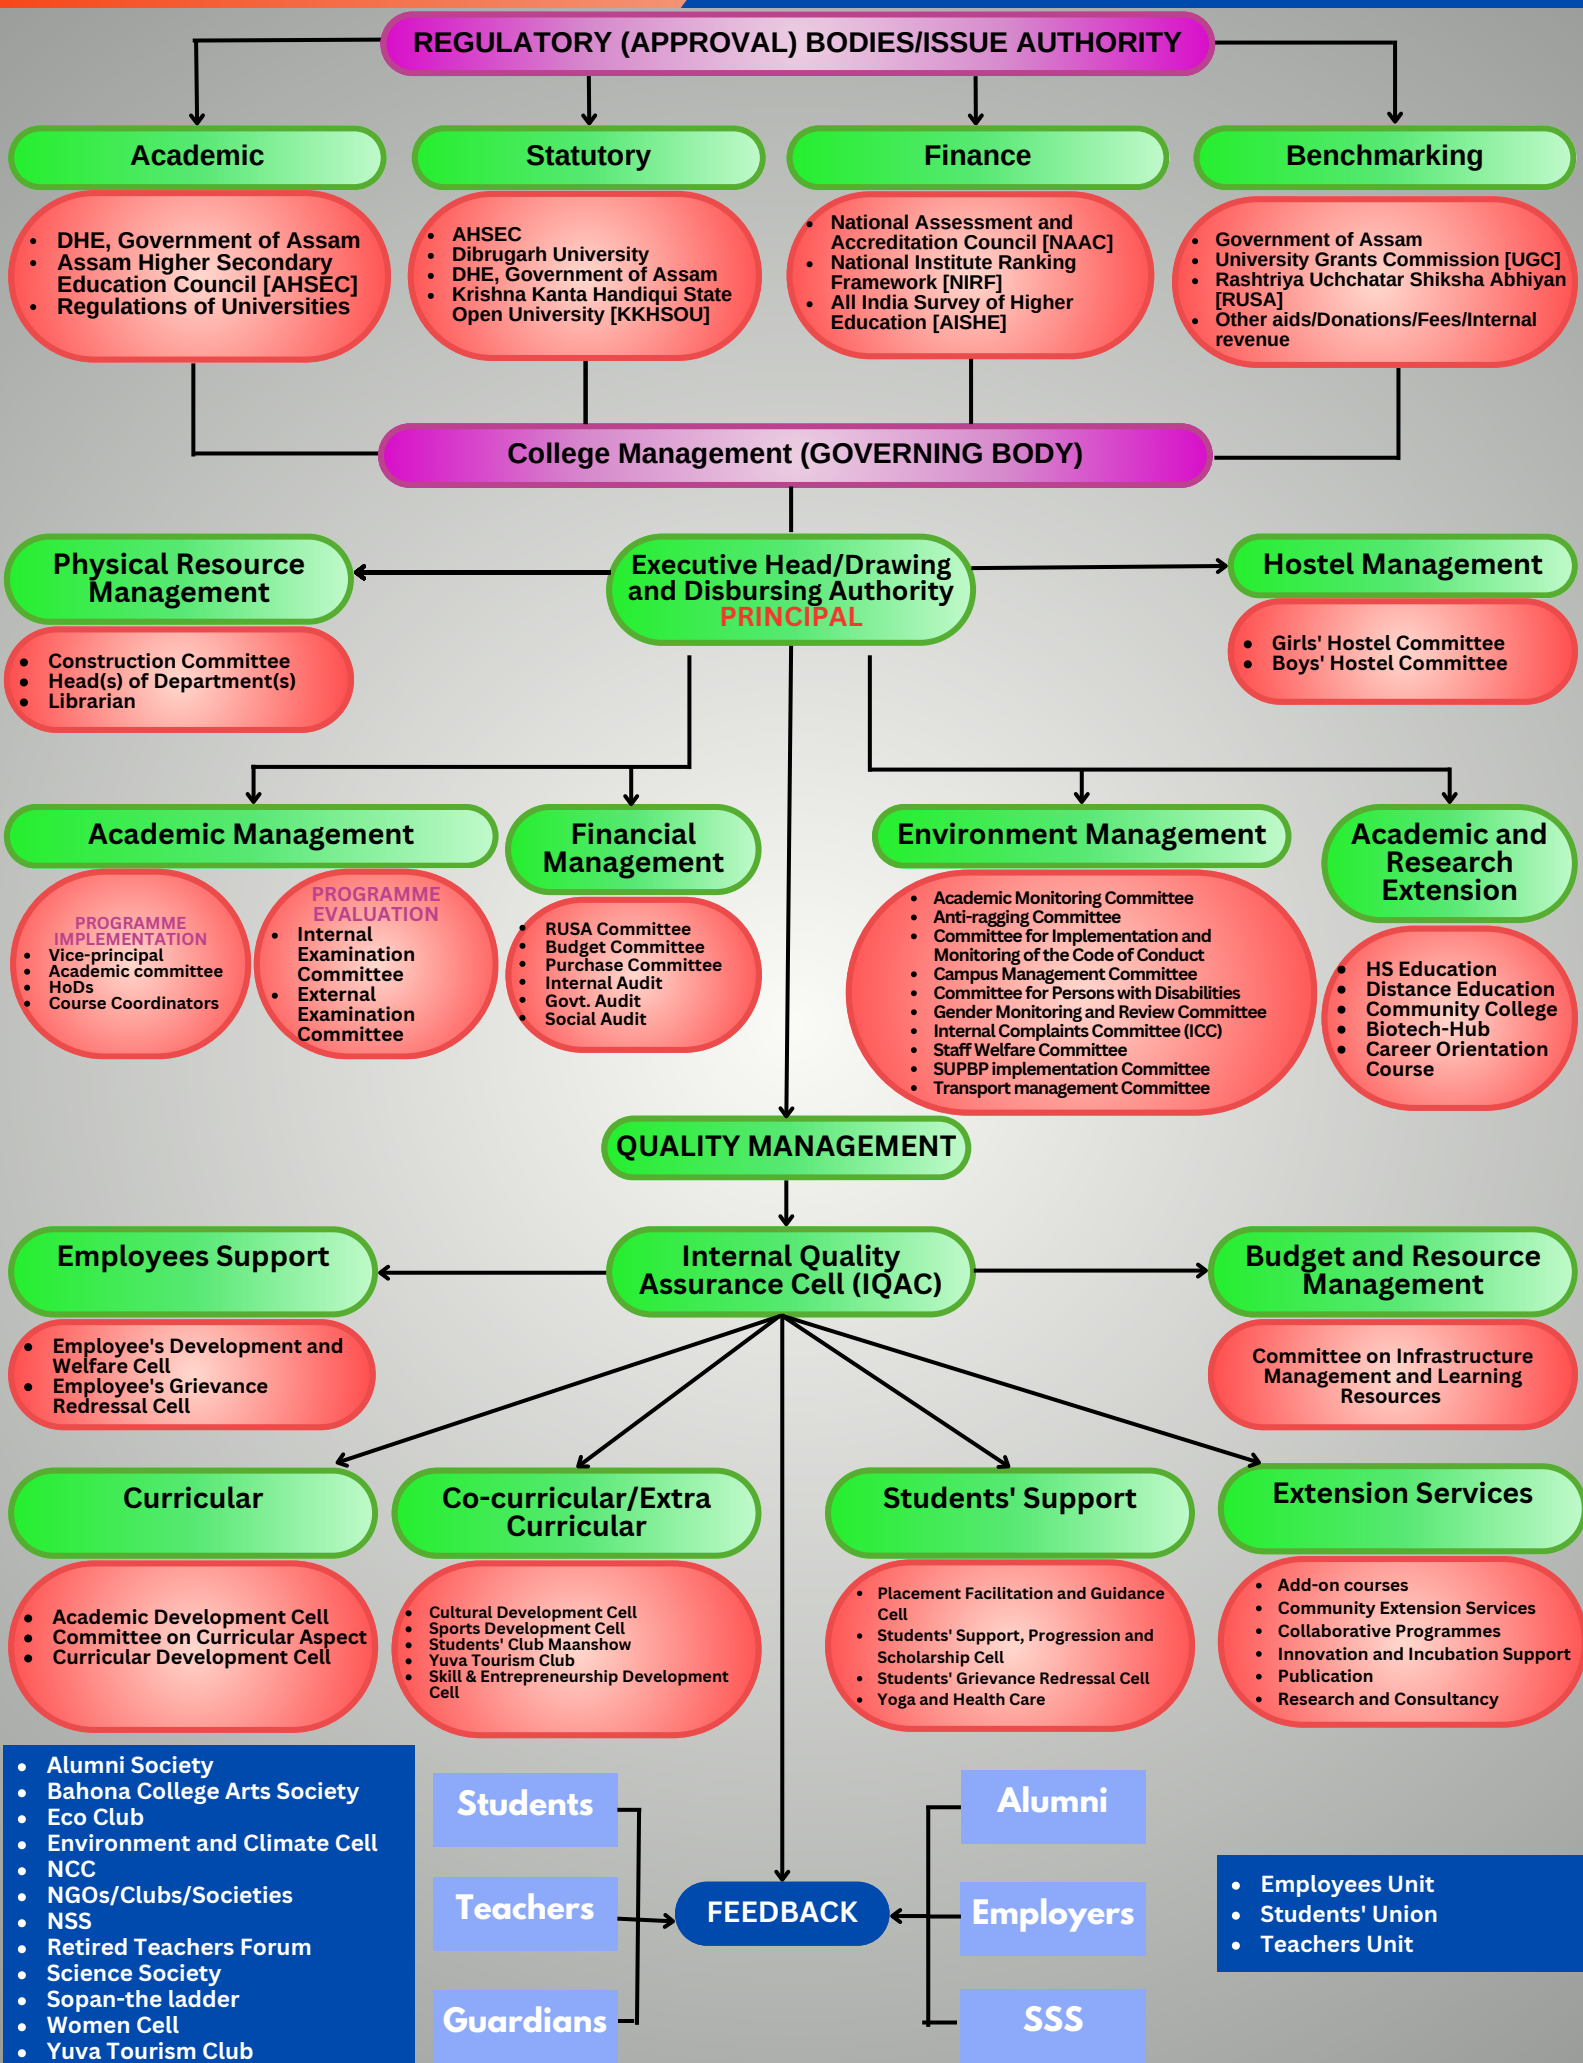 REGULATORY (APPROVAL) BODIES/ISSUE AUTHORITY
Academic
• DHE, Government of Assam
• Assam Higher Secondary
Education Council [AHSEC]
• Regulations of Universities
Statutory
• AHSEC
• Dibrugarh University
• DHE, Government of Assam
• Krishna Kanta Handiqui State
Open University [KKHSOU]
Finance
• National Assessment and
Accreditation Council [NAAC]
• National Institute Ranking
Framework [NIRF]
• All India Survey of Higher
Education [AISHE]
Benchmarking
• Government of Assam
• University Grants Commission [UGC]
• Rashtriya Uchchatar Shiksha Abhiyan
[RUSA]
• Other aids/Donations/Fees/Internal
revenue
College Management (GOVERNING BODY)
Physical Resource
Management
• Construction Committee
• Head(s) of Department(s)
• Librarian
Executive Head/Drawing
and Disbursing Authority
PRINCIPAL
Hostel Management
• Girls' Hostel Committee
• Boys' Hostel Committee
Academic Management
PROGRAMME
IMPLEMENTATION
• Vice-principal
• Academic committee
• HoDs
• Course Coordinators
PROGRAMME
EVALUATION
• Internal
Examination
Committee
• External
Examination
Committee
Financial
Management
• RUSA Committee
• Budget Committee
• Purchase Committee
• Internal Audit
• Govt. Audit
• Social Audit
Environment Management
• Academic Monitoring Committee
• Anti-ragging Committee
• Committee for Implementation and
Monitoring of the Code of Conduct
• Campus Management Committee
• Committee for Persons with Disabilities
• Gender Monitoring and Review Committee
• Internal Complaints Committee (ICC)
• Staff Welfare Committee
• SUPBP implementation Committee
• Transport management Committee
Academic and
Research
Extension
• HS Education
• Distance Education
• Community College
• Biotech-Hub
• Career Orientation
Course
QUALITY MANAGEMENT
Employees Support
• Employee's Development and
Welfare Cell
• Employee's Grievance
Redressal Cell
Internal Quality
Assurance Cell (IQAC)
Budget and Resource
Management
Committee on Infrastructure
Management and Learning
Resources
Curricular
• Academic Development Cell
• Committee on Curricular Aspect
• Curricular Development Cell
Co-curricular/Extra
Curricular
• Cultural Development Cell
• Sports Development Cell
• Students' Club Maanshow
• Yuva Tourism Club
• Skill & Entrepreneurship Development
Cell
Students' Support
• Placement Facilitation and Guidance
Cell
• Students' Support, Progression and
Scholarship Cell
• Students' Grievance Redressal Cell
• Yoga and Health Care
Extension Services
• Add-on courses
• Community Extension Services
• Collaborative Programmes
• Innovation and Incubation Support
• Publication
• Research and Consultancy
• Alumni Society
• Bahona College Arts Society
• Eco Club
• Environment and Climate Cell
• NCC
• NGOs/Clubs/Societies
• NSS
• Retired Teachers Forum
• Science Society
• Sopan-the ladder
• Women Cell
• Yuva Tourism Club
Students
Teachers
Guardians
FEEDBACK
Alumni
Employers
SSS
• Employees Unit
• Students' Union
• Teachers Unit